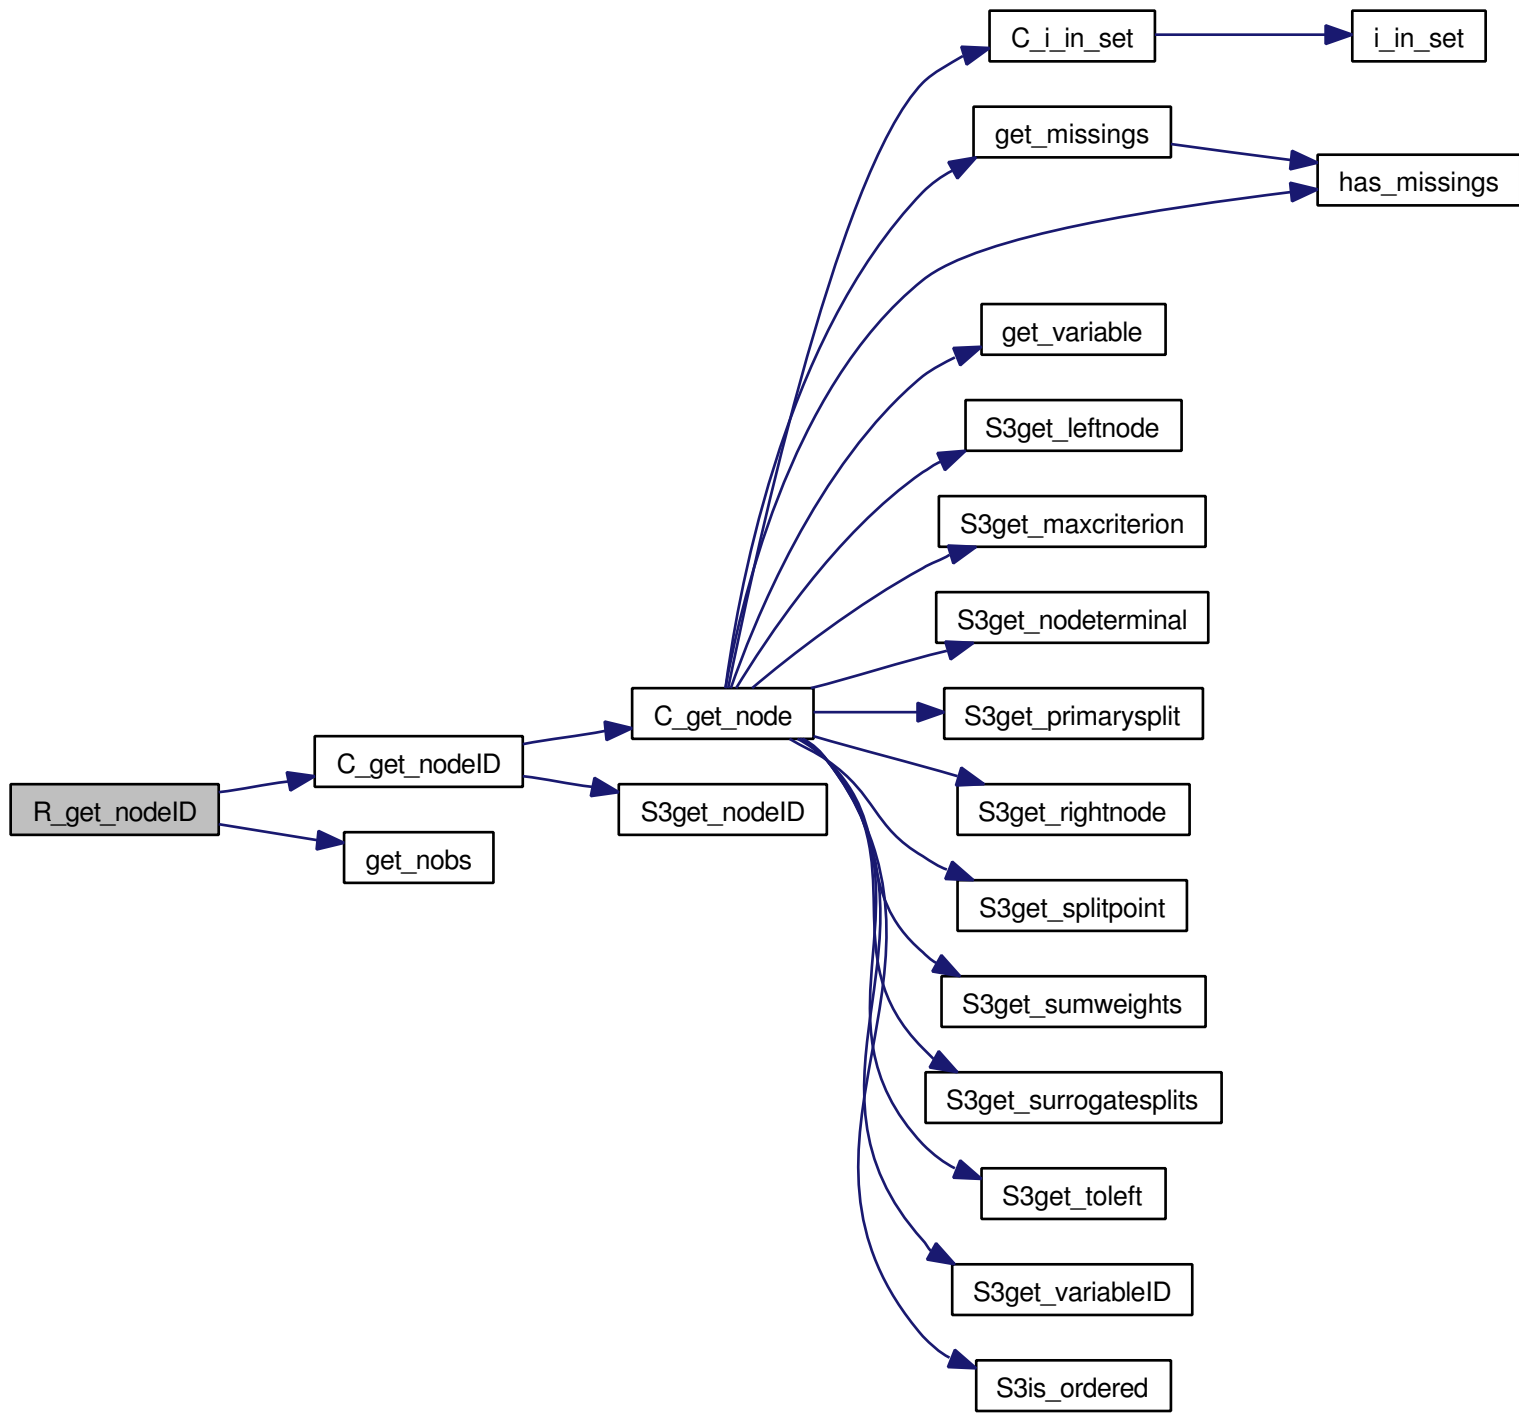 C_i_in_set
i_in_set
get_missings
has_missings
get_variable
S3get_leftnode
S3get_maxcriterion
S3get_nodeterminal
C_get_node
S3get_primarysplit
C_get_nodeID
R_get_nodeID
S3get_nodeID
S3get_rightnode
get_nobs
S3get_splitpoint
S3get_sumweights
S3get_surrogatesplits
S3get_toleft
S3get_variableID
S3is_ordered